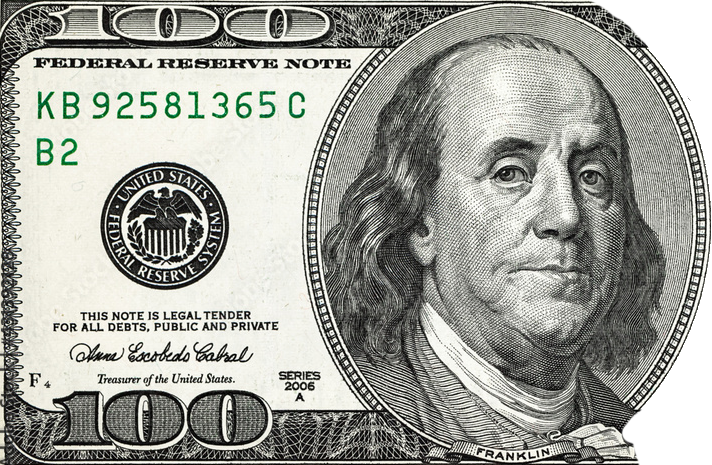 100
FEDERAL RESERVE NOTE
KB 92581365 C
B2
UNITED STATES
FEDERAL RESERVE SYSTEM
THIS NOTE IS LEGAL TENDER
FOR ALL DEBTS, PUBLIC AND PRIVATE
Anna Escobedo Cabral
F4
Treasurer of the United States.
SERIES
2006
A
100
FRANKLIN